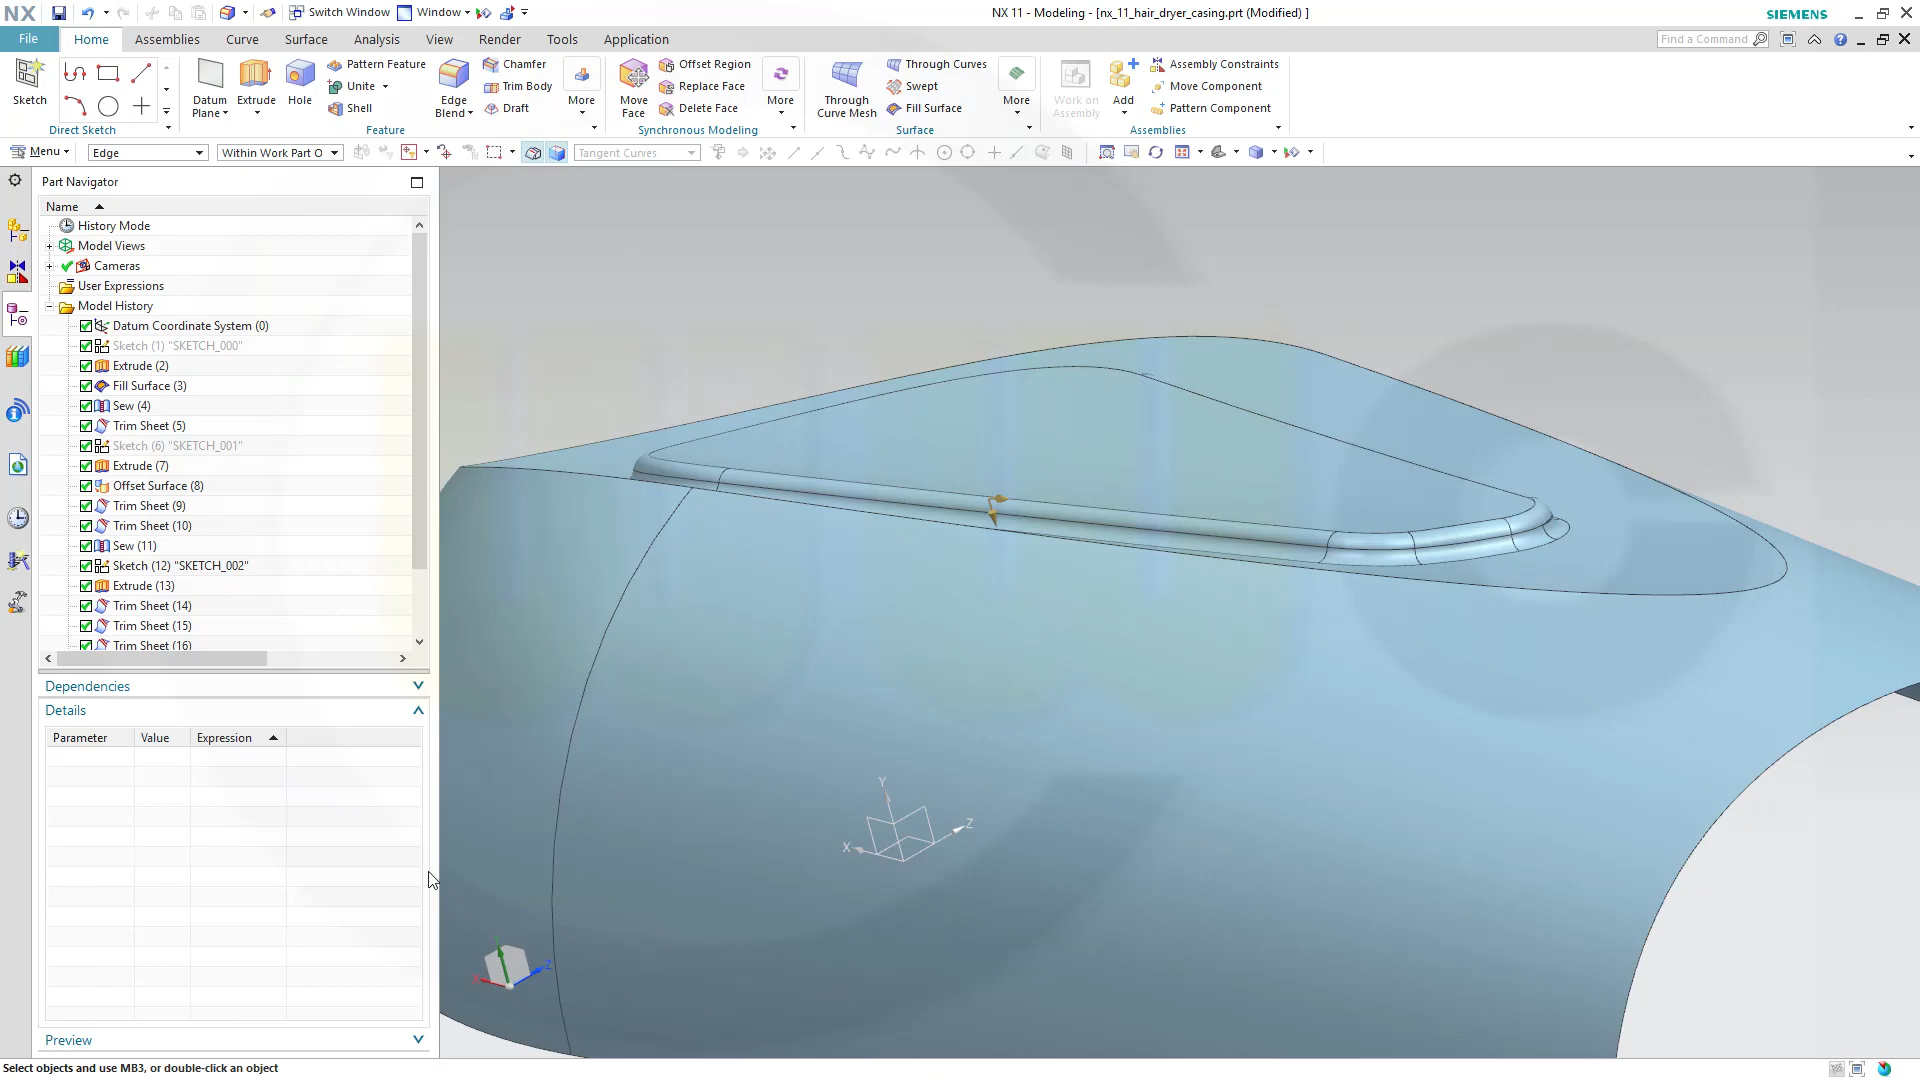 NX
Switch Window
Window
NX 11 - Modeling - [nx_11_hair_dryer_casing.prt (Modified) ]
SIEMENS
File
Home
Assemblies
Curve
Surface
Analysis
View
Render
Tools
Application
Find a Command
Sketch
Direct Sketch
Datum
Plane
Extrude
Hole
Pattern Feature
Unite
Shell
Edge
Blend
Chamfer
Trim Body
Draft
More
Feature
Move
Face
Offset Region
Replace Face
Delete Face
More
Synchronous Modeling
Through
Curve Mesh
Through Curves
Swept
Fill Surface
More
Surface
Work on
Assembly
Add
Assembly Constraints
Move Component
Pattern Component
Assemblies
Menu
Edge
Within Work Part O
Tangent Curves
Part Navigator
Name
History Mode
Model Views
Cameras
User Expressions
Model History
Datum Coordinate System (0)
Sketch (1) "SKETCH_000"
Extrude (2)
Fill Surface (3)
Sew (4)
Trim Sheet (5)
Sketch (6) "SKETCH_001"
Extrude (7)
Offset Surface (8)
Trim Sheet (9)
Trim Sheet (10)
Sew (11)
Sketch (12) "SKETCH_002"
Extrude (13)
Trim Sheet (14)
Trim Sheet (15)
Trim Sheet (16)
Dependencies
Details
Parameter
Value
Expression
Preview
Y
Z
X
Z
Select objects and use MB3, or double-click an object